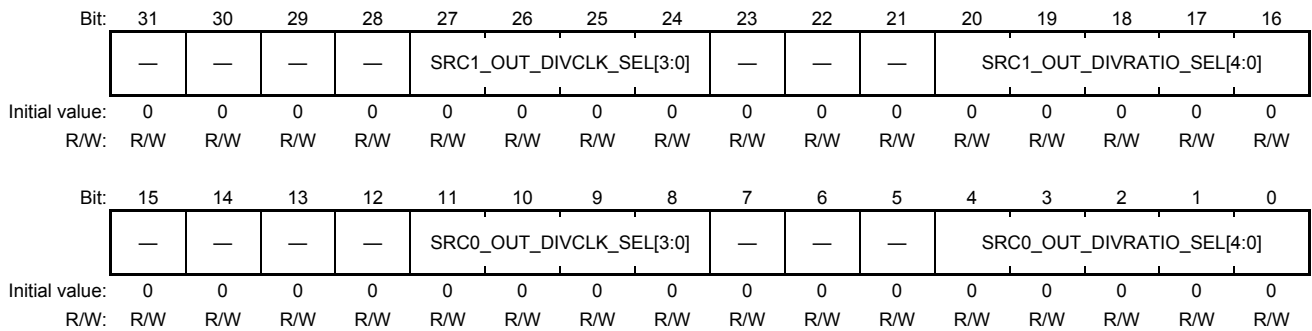 Bit: 31 30 29 28 27 26 25 24 23 22 21 20 19 18 17 16
— — — — SRC1_OUT_DIVCLK_SEL[3:0] — — — SRC1_OUT_DIVRATIO_SEL[4:0]
Initial value: 0 0 0 0 0 0 0 0 0 0 0 0 0 0 0 0
R/W: R/W R/W R/W R/W R/W R/W R/W R/W R/W R/W R/W R/W R/W R/W R/W R/W
Bit: 15 14 13 12 11 10 9 8 7 6 5 4 3 2 1 0
— — — — SRC0_OUT_DIVCLK_SEL[3:0] — — — SRC0_OUT_DIVRATIO_SEL[4:0]
Initial value: 0 0 0 0 0 0 0 0 0 0 0 0 0 0 0 0
R/W: R/W R/W R/W R/W R/W R/W R/W R/W R/W R/W R/W R/W R/W R/W R/W R/W